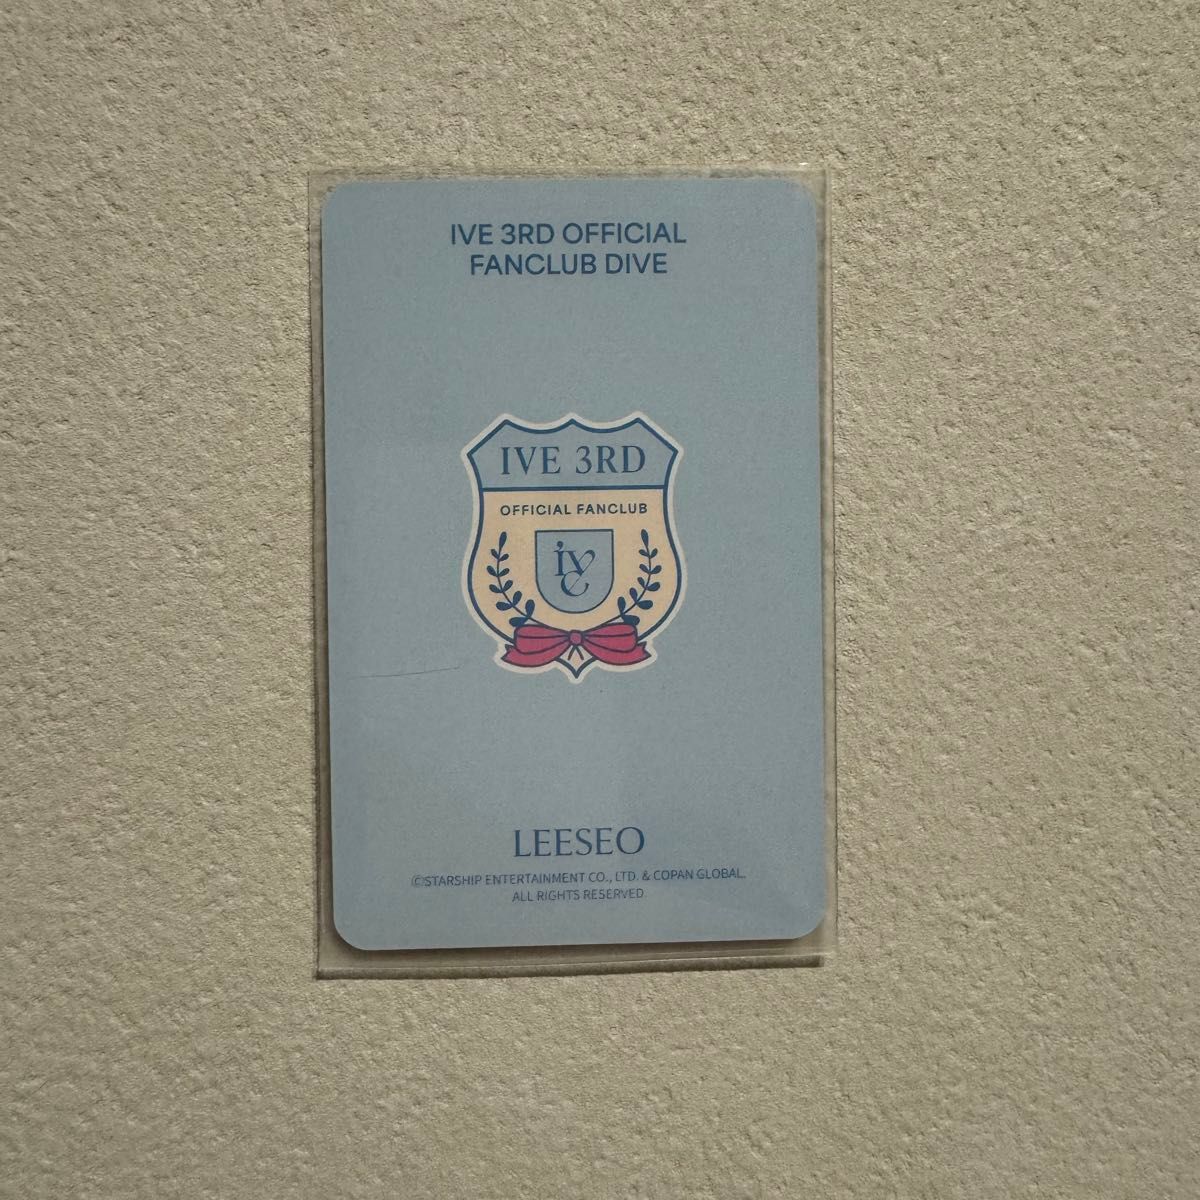 IVE 3RD OFFICIAL
FANCLUB DIVE
IVE 3RD
OFFICIAL FANCLUB
ive
LEESEO
©STARSHIP ENTERTAINMENT CO., LTD. & COPAN GLOBAL.
ALL RIGHTS RESERVED.